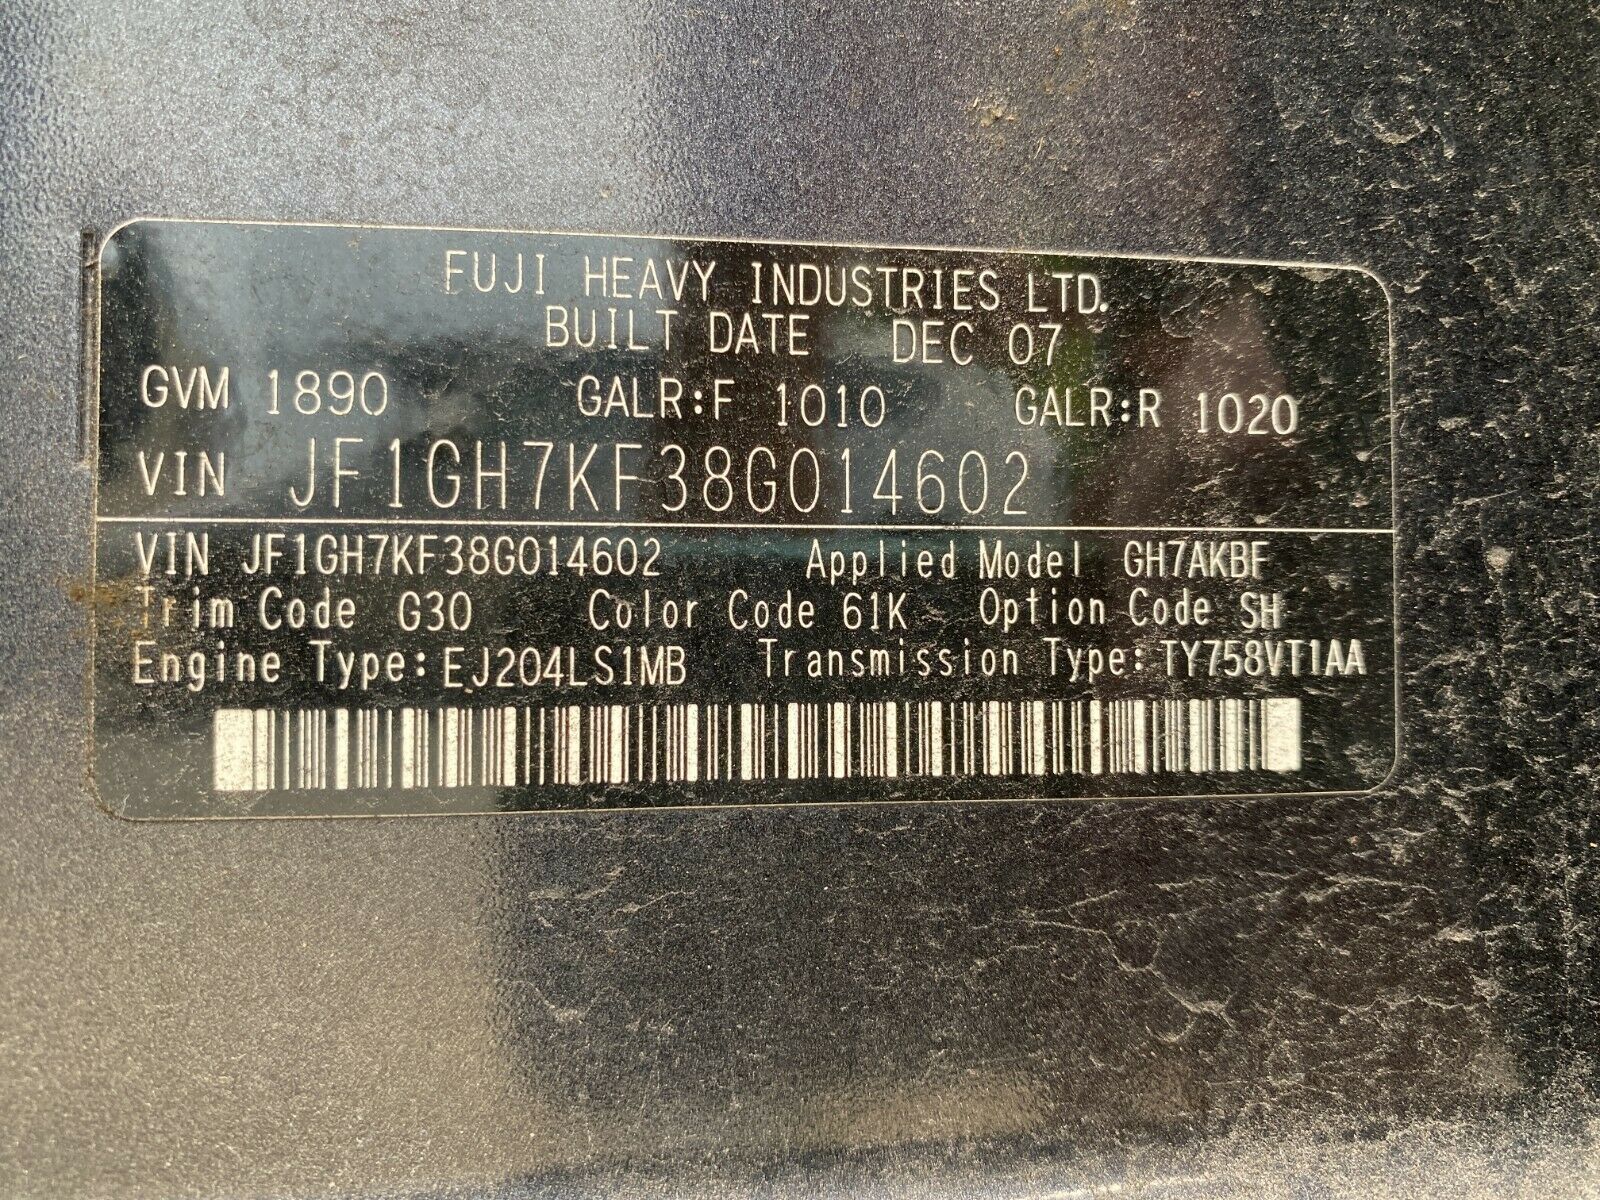 FUJI HEAVY INDUSTRIES LTD.
BUILT DATE DEC 07
GVM 1890 GALR:F 1010 GALR:R 1020
VIN JF1GH7KF38G014602
VIN JF1GH7KF38G014602 Applied Model GH7AKBF
Trim Code G30 Color Code 61K Option Code SH
Engine Type: EJ204LS1MB Transmission Type: TY758VT1AA